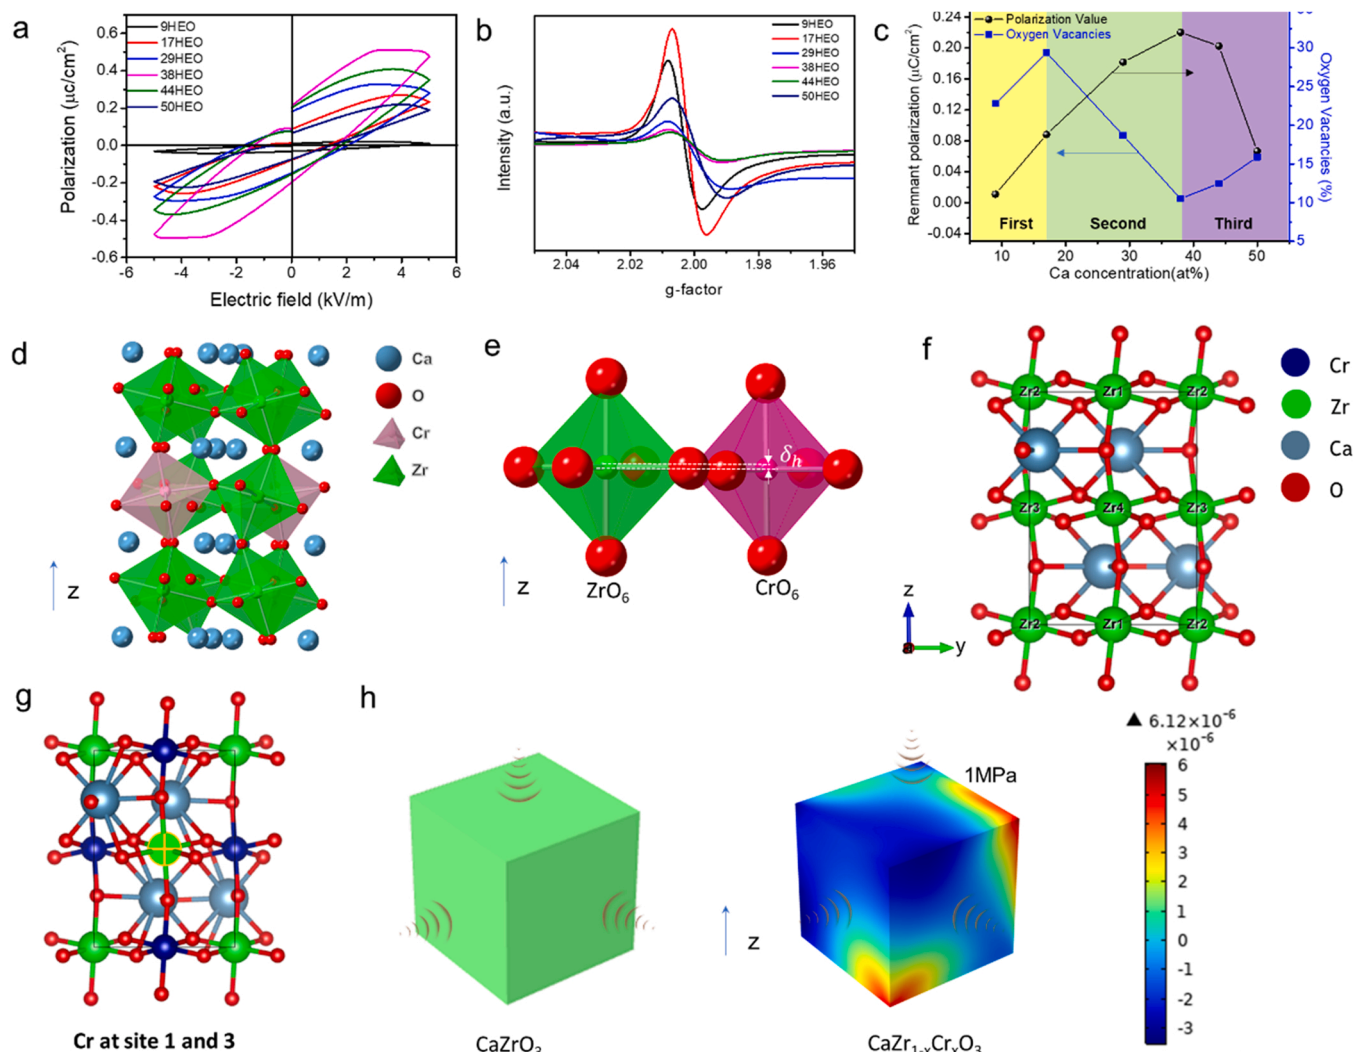 a
0.6
0.4
0.2
0.0
-0.2
-0.4
-0.6
-6
-4
-2
0
2
4
6
Polarization (μC/cm²)
Electric field (kV/m)
9HEO
17HEO
29HEO
38HEO
44HEO
50HEO
b
Intensity (a.u.)
9HEO
17HEO
29HEO
38HEO
44HEO
50HEO
2.04
2.02
2.00
1.98
1.96
g-factor
c
0.24
0.20
0.16
0.12
0.08
0.04
0.00
-0.04
Remnant polarization (μC/cm²)
Polarization Value
Oxygen Vacancies
First
Second
Third
10
20
30
40
50
Ca concentration(at%)
30
25
20
15
10
5
Oxygen Vacancies (%)
d
Ca
O
Cr
Zr
z
e
δh
z
ZrO6
CrO6
f
Zr2
Zr1
Zr2
Zr3
Zr4
Zr3
Zr2
Zr1
Zr2
z
y
Cr
Zr
Ca
O
g
Cr at site 1 and 3
h
CaZrO3
z
1MPa
CaZr1-xCrxO3
▲ 6.12×10⁻⁶
×10⁻⁶
6
5
4
3
2
1
0
-1
-2
-3